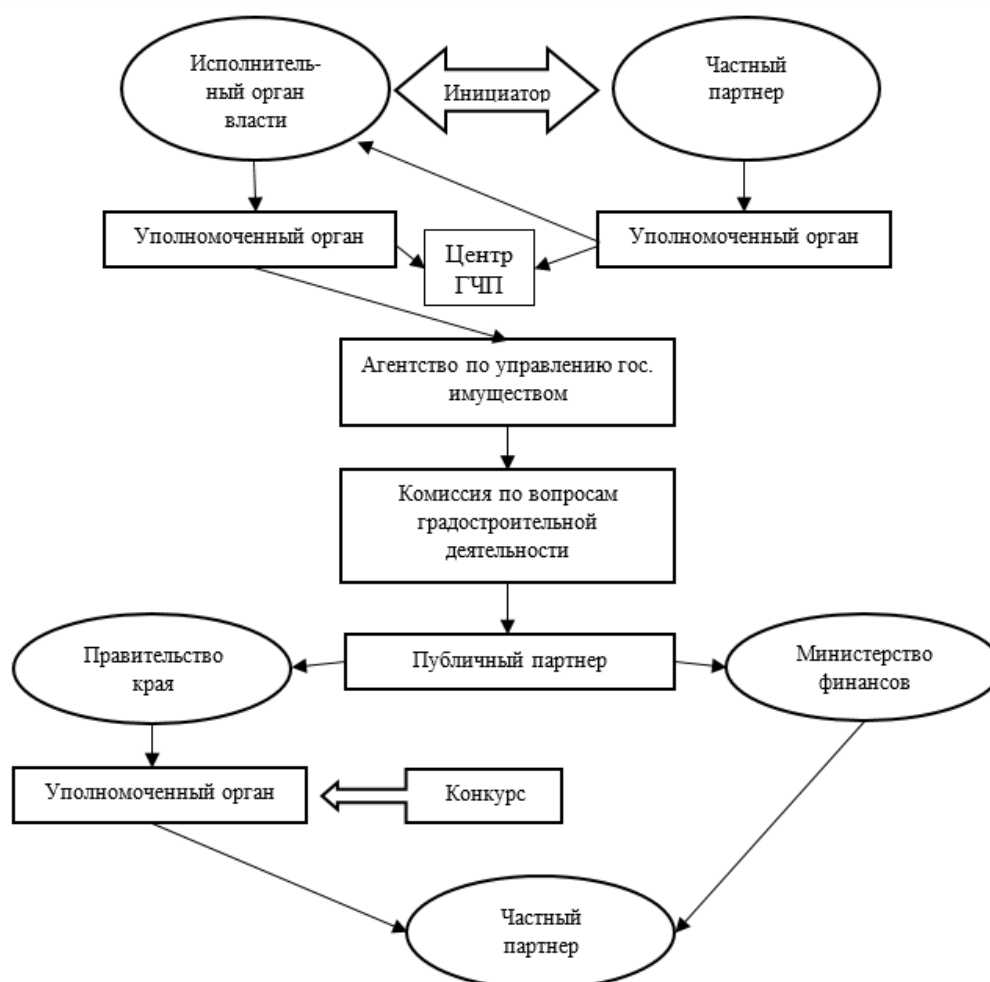 Исполнитель-
ный орган
власти
Инициатор
Частный
партнер
Уполномоченный орган
Центр
ГЧП
Уполномоченный орган
Агентство по управлению гос.
имуществом
Комиссия по вопросам
градостроительной
деятельности
Правительство
края
Публичный партнер
Министерство
финансов
Уполномоченный орган
Конкурс
Частный
партнер